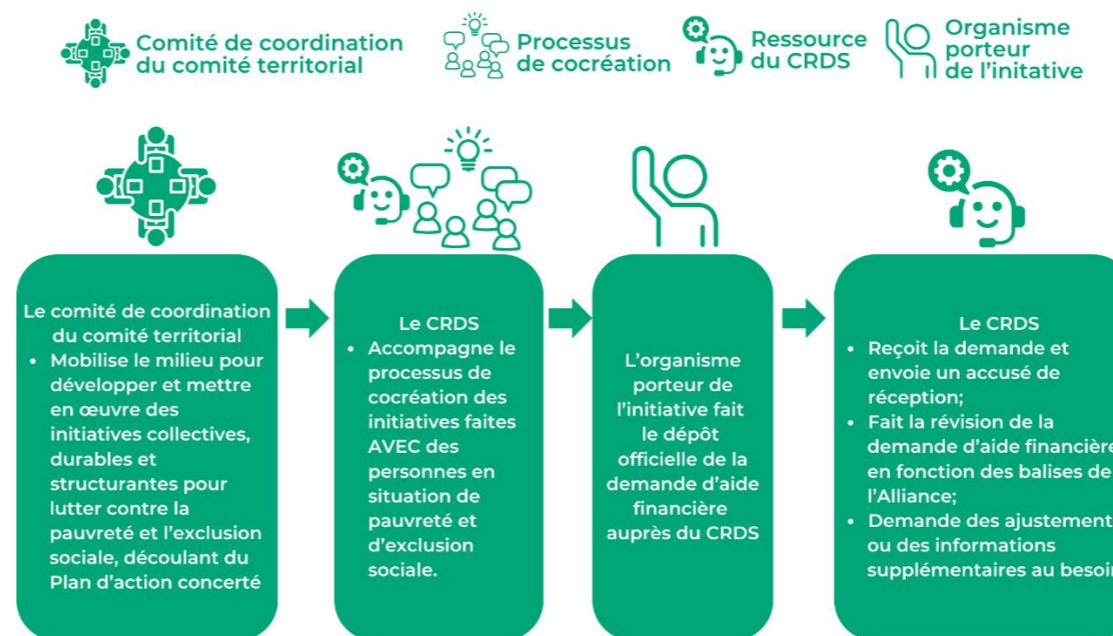 Comité de coordination
du comité territorial
Processus
de cocréation
Ressource
du CRDS
Organisme
porteur
de l'initative
Le comité de coordination
du comité territorial
• Mobilise le milieu pour
développer et mettre
en œuvre des
initiatives collectives,
durables et
structurantes pour
lutter contre la
pauvreté et l'exclusion
sociale, découlant du
Plan d'action concerté
Le CRDS
• Accompagne le
processus de
cocréation des
initiatives faites
AVEC des
personnes en
situation de
pauvreté et
d'exclusion
sociale.
L'organisme
porteur de
l'initiative fait
le dépôt
officielle de la
demande d'aide
financière
auprès du CRDS
Le CRDS
• Reçoit la demande et
envoie un accusé de
réception;
• Fait la révision de la
demande d'aide financière
en fonction des balises de
l'Alliance;
• Demande des ajustement
ou des informations
supplémentaires au besoin